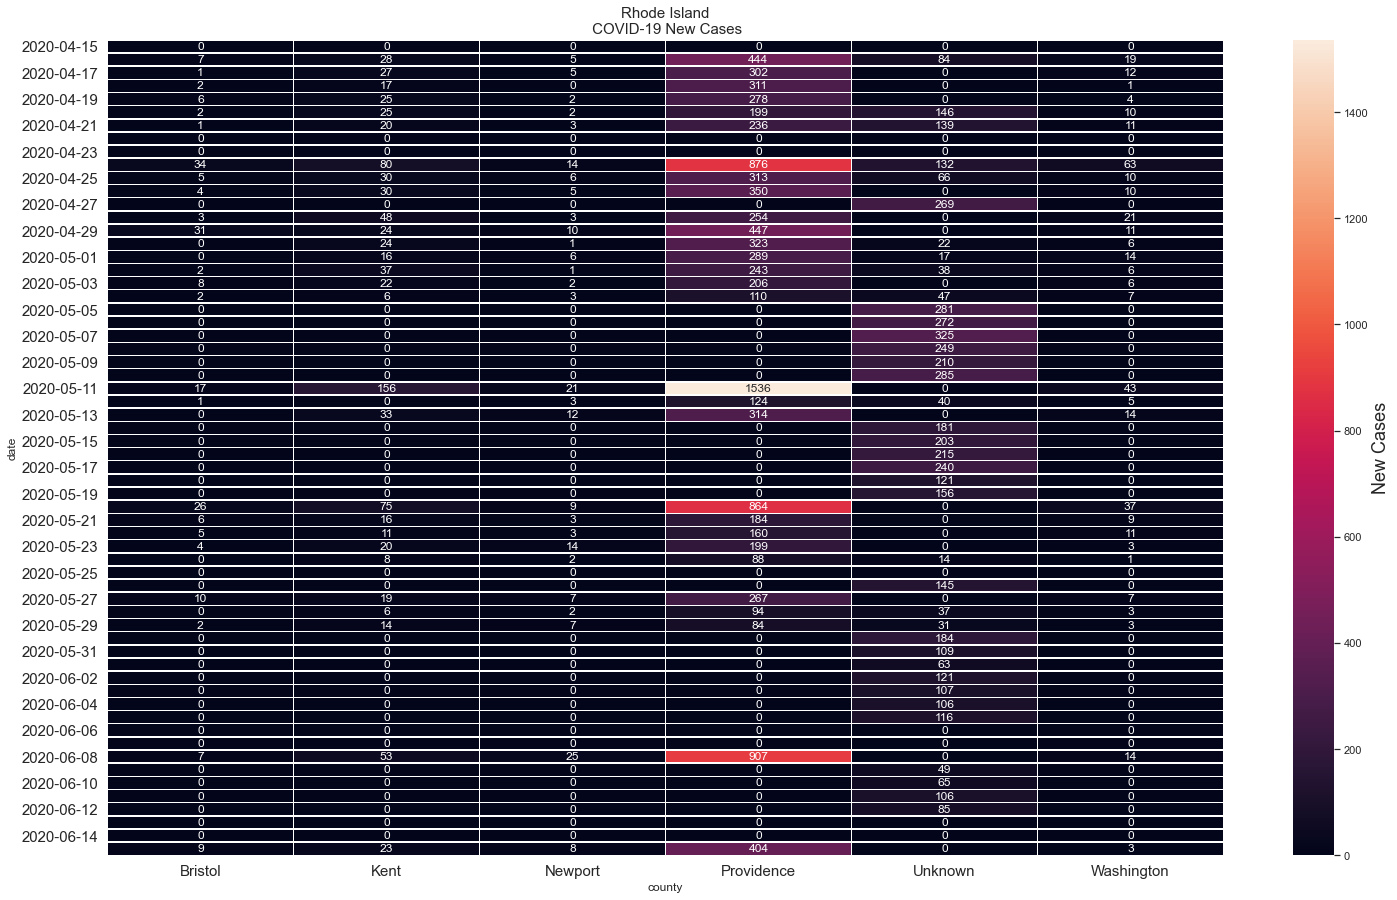 Rhode Island
COVID-19 New Cases
2020-04-15 0 0 0 0 0 0
7 28 5 444 84 19
2020-04-17 1 27 5 302 0 12
2 17 0 311 0 1
2020-04-19 6 25 2 278 0 4
2 25 2 199 146 10
2020-04-21 1 20 3 236 139 11
0 0 0 0 0 0
2020-04-23 0 0 0 0 0 0
34 80 14 876 132 63
2020-04-25 5 30 6 313 66 10
4 30 5 350 0 10
2020-04-27 0 0 0 0 269 0
3 48 3 254 0 21
2020-04-29 31 24 10 447 0 11
0 24 1 323 22 6
2020-05-01 0 16 6 289 17 14
2 37 1 243 38 6
2020-05-03 8 22 2 206 0 6
2 6 3 110 47 7
2020-05-05 0 0 0 0 281 0
0 0 0 0 272 0
2020-05-07 0 0 0 0 325 0
0 0 0 0 249 0
2020-05-09 0 0 0 0 210 0
0 0 0 0 285 0
2020-05-11 17 156 21 1536 0 43
1 0 3 124 40 5
2020-05-13 0 33 12 314 0 14
0 0 0 0 181 0
2020-05-15 0 0 0 0 203 0
0 0 0 0 215 0
2020-05-17 0 0 0 0 240 0
0 0 0 0 121 0
2020-05-19 0 0 0 0 156 0
26 75 9 864 0 37
2020-05-21 6 16 3 184 0 9
5 11 3 160 0 11
2020-05-23 4 20 14 199 0 3
0 8 2 88 14 1
2020-05-25 0 0 0 0 0 0
0 0 0 0 145 0
2020-05-27 10 19 7 267 0 7
0 6 2 94 37 3
2020-05-29 2 14 7 84 31 3
0 0 0 0 184 0
2020-05-31 0 0 0 0 109 0
0 0 0 0 63 0
2020-06-02 0 0 0 0 121 0
0 0 0 0 107 0
2020-06-04 0 0 0 0 106 0
0 0 0 0 116 0
2020-06-06 0 0 0 0 0 0
0 0 0 0 0 0
2020-06-08 7 53 25 907 0 14
0 0 0 0 49 0
2020-06-10 0 0 0 0 65 0
0 0 0 0 106 0
2020-06-12 0 0 0 0 85 0
0 0 0 0 0 0
2020-06-14 0 0 0 0 0 0
9 23 8 404 0 3
Bristol Kent Newport Providence Unknown Washington
county
date
1400
1200
1000
800
600
400
200
0
New Cases